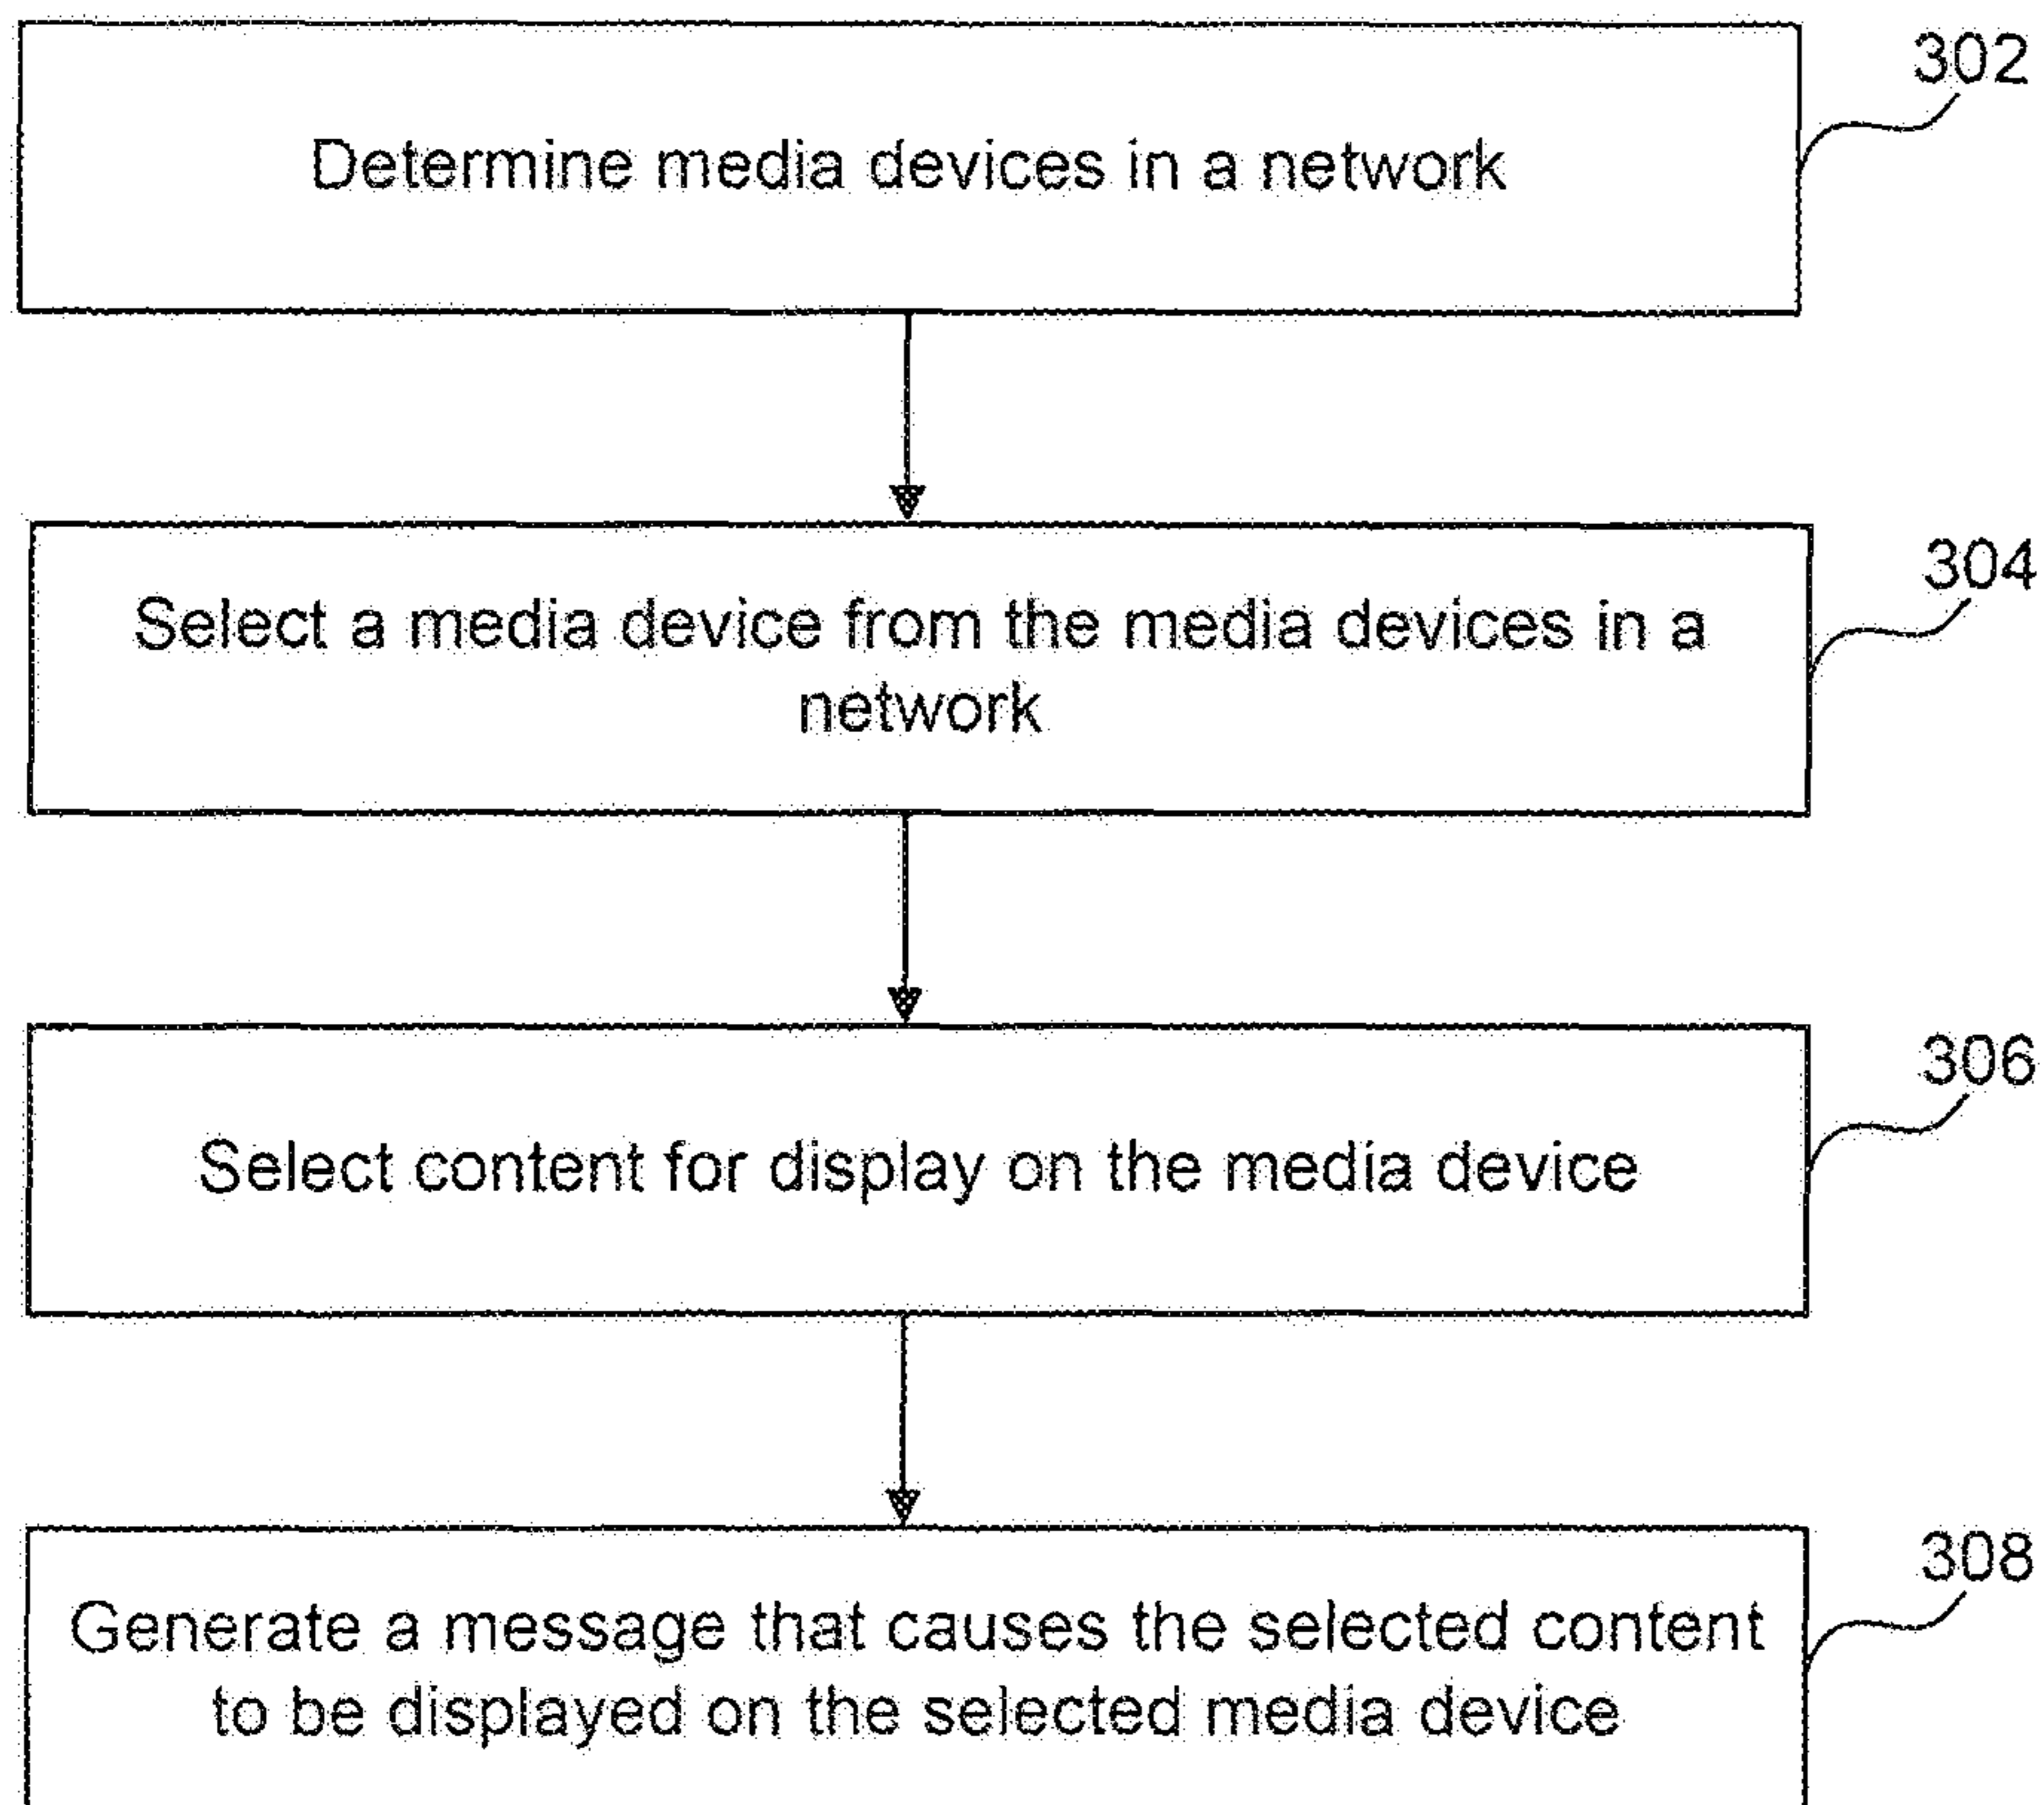 302
Determine media devices in a network
304
Select a media device from the media devices in a
network
306
Select content for display on the media device
308
Generate a message that causes the selected content
to be displayed on the selected media device